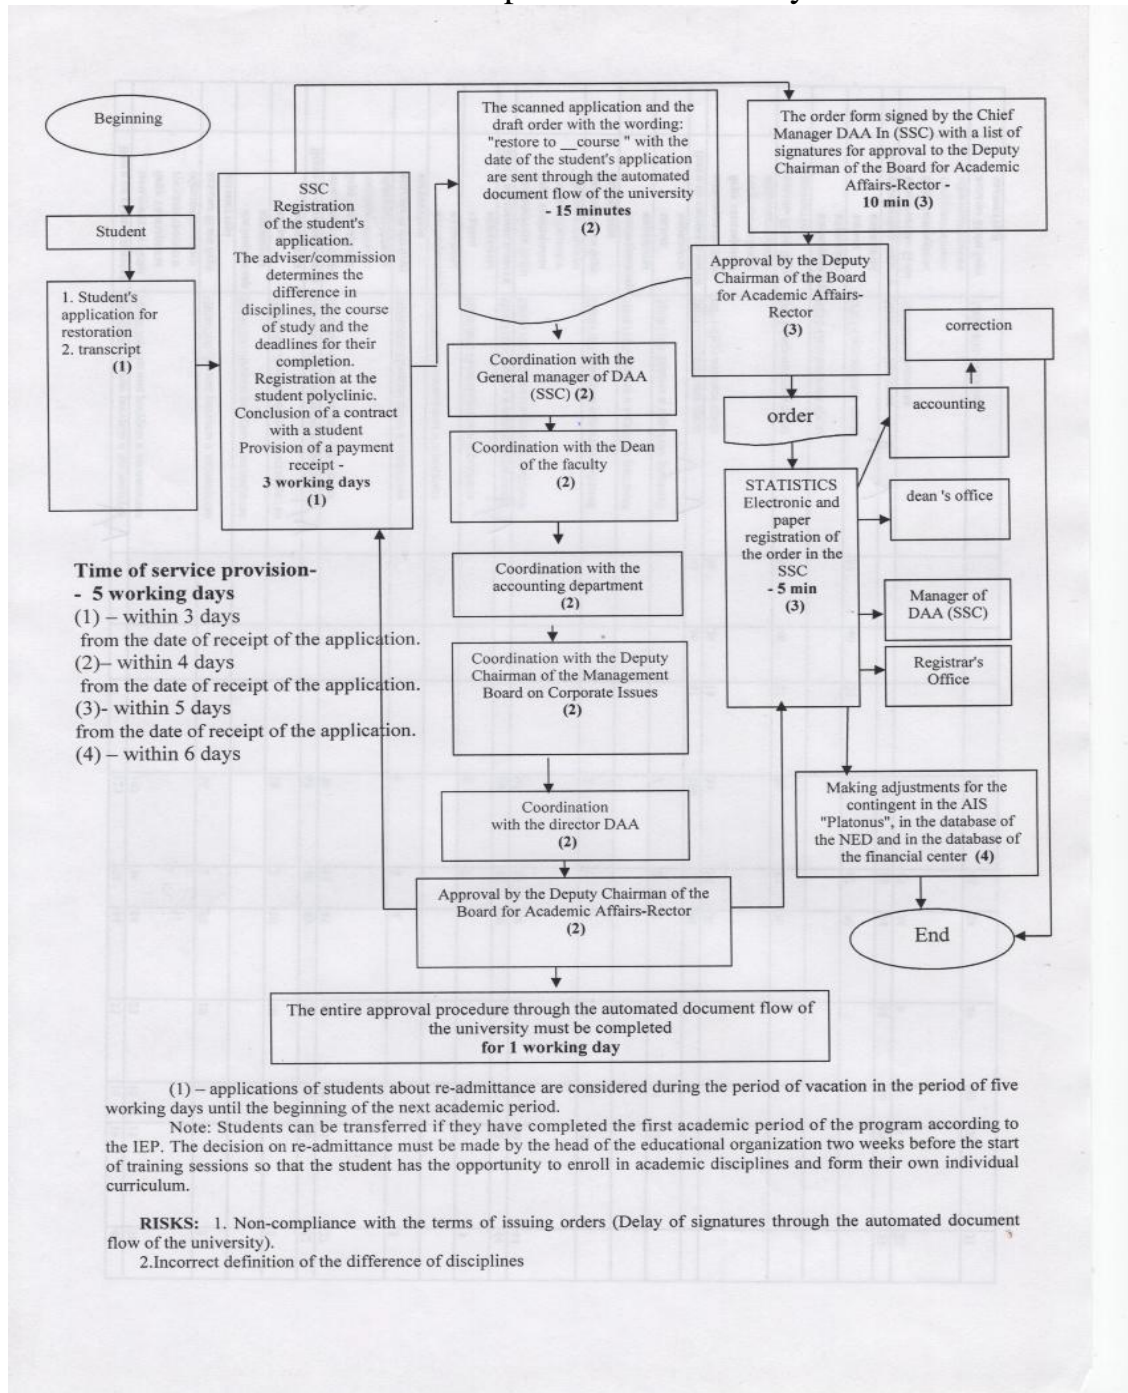 Beginning
Student
1. Student's
application for
restoration
2. transcript
(1)
SSC
Registration
of the student's
application.
The adviser/commission
determines the
difference in
disciplines, the course
of study and the
deadlines for their
completion.
Registration at the
student polyclinic.
Conclusion of a contract
with a student
Provision of a payment
receipt -
3 working days
(1)
The scanned application and the
draft order with the wording:
"restore to __course " with the
date of the student's application
are sent through the automated
document flow of the university
- 15 minutes
(2)
Coordination with the
General manager of DAA
(SSC) (2)
Coordination with the Dean
of the faculty
(2)
Coordination with the
accounting department
(2)
Coordination with the Deputy
Chairman of the Management
Board on Corporate Issues
(2)
Coordination
with the director DAA
(2)
Approval by the Deputy Chairman of the
Board for Academic Affairs-Rector
(2)
The entire approval procedure through the automated document flow of
the university must be completed
for 1 working day
The order form signed by the Chief
Manager DAA In (SSC) with a list of
signatures for approval to the Deputy
Chairman of the Board for Academic
Affairs-Rector -
10 min (3)
Approval by the Deputy
Chairman of the Board
for Academic Affairs-
Rector
(3)
order
STATISTICS
Electronic and
paper
registration of
the order in the
SSC
- 5 min
(3)
correction
accounting
dean 's office
Manager of
DAA (SSC)
Registrar's
Office
Making adjustments for the
contingent in the AIS
"Platonus", in the database of
the NED and in the database of
the financial center (4)
End
Time of service provision-
- 5 working days
(1) – within 3 days
from the date of receipt of the application.
(2)– within 4 days
from the date of receipt of the application.
(3)- within 5 days
from the date of receipt of the application.
(4) – within 6 days
(1) – applications of students about re-admittance are considered during the period of vacation in the period of five
working days until the beginning of the next academic period.
Note: Students can be transferred if they have completed the first academic period of the program according to
the IEP. The decision on re-admittance must be made by the head of the educational organization two weeks before the start
of training sessions so that the student has the opportunity to enroll in academic disciplines and form their own individual
curriculum.
RISKS: 1. Non-compliance with the terms of issuing orders (Delay of signatures through the automated document
flow of the university).
2.Incorrect definition of the difference of disciplines